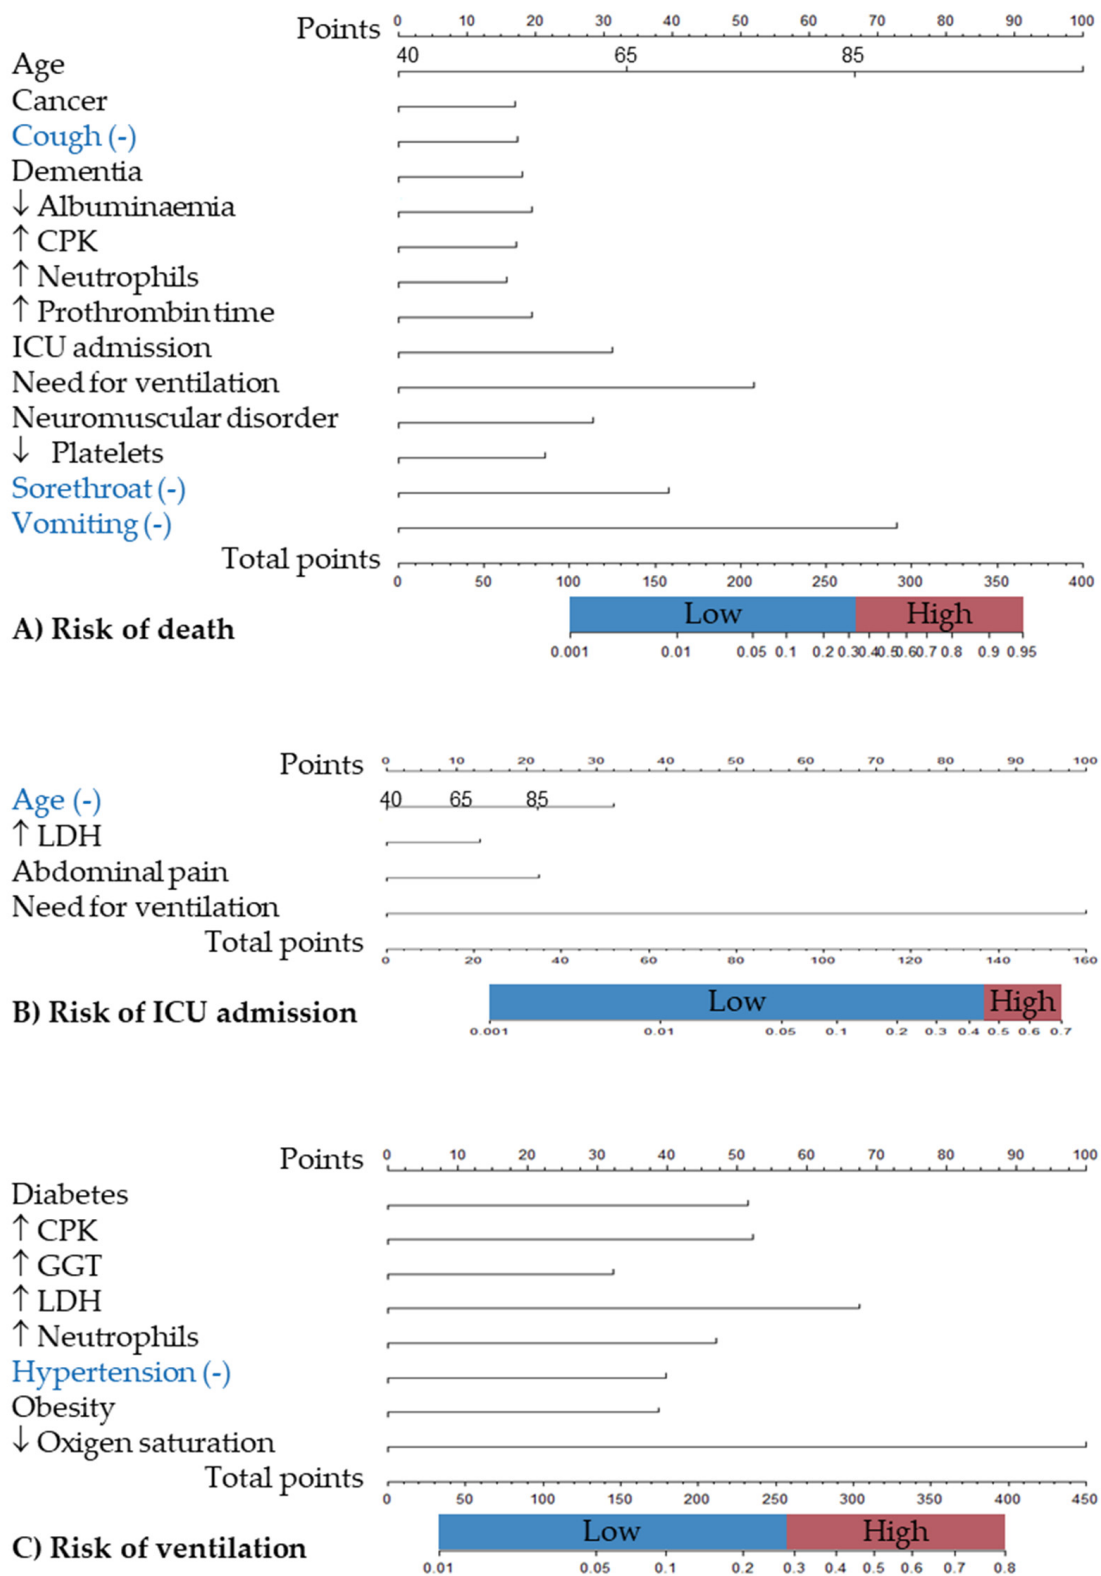 Points 0 10 20 30 40 50 60 70 80 90 100
Age 40 65 85
Cancer
Cough (-)
Dementia
↓ Albuminaemia
↑ CPK
↑ Neutrophils
↑ Prothrombin time
ICU admission
Need for ventilation
Neuromuscular disorder
↓ Platelets
Sorethroat (-)
Vomiting (-)
Total points 0 50 100 150 200 250 300 350 400
Low High
A) Risk of death
0.001 0.01 0.05 0.1 0.2 0.3 0.4 0.5 0.6 0.7 0.8 0.9 0.95
Points 0 10 20 30 40 50 60 70 80 90 100
Age (-) 40 65 85
↑ LDH
Abdominal pain
Need for ventilation
Total points 0 20 40 60 80 100 120 140 160
Low High
B) Risk of ICU admission
0.001 0.01 0.05 0.1 0.2 0.3 0.4 0.5 0.6 0.7
Points 0 10 20 30 40 50 60 70 80 90 100
Diabetes
↑ CPK
↑ GGT
↑ LDH
↑ Neutrophils
Hypertension (-)
Obesity
↓ Oxigen saturation
Total points 0 50 100 150 200 250 300 350 400 450
Low High
C) Risk of ventilation
0.01 0.05 0.1 0.2 0.3 0.4 0.5 0.6 0.7 0.8